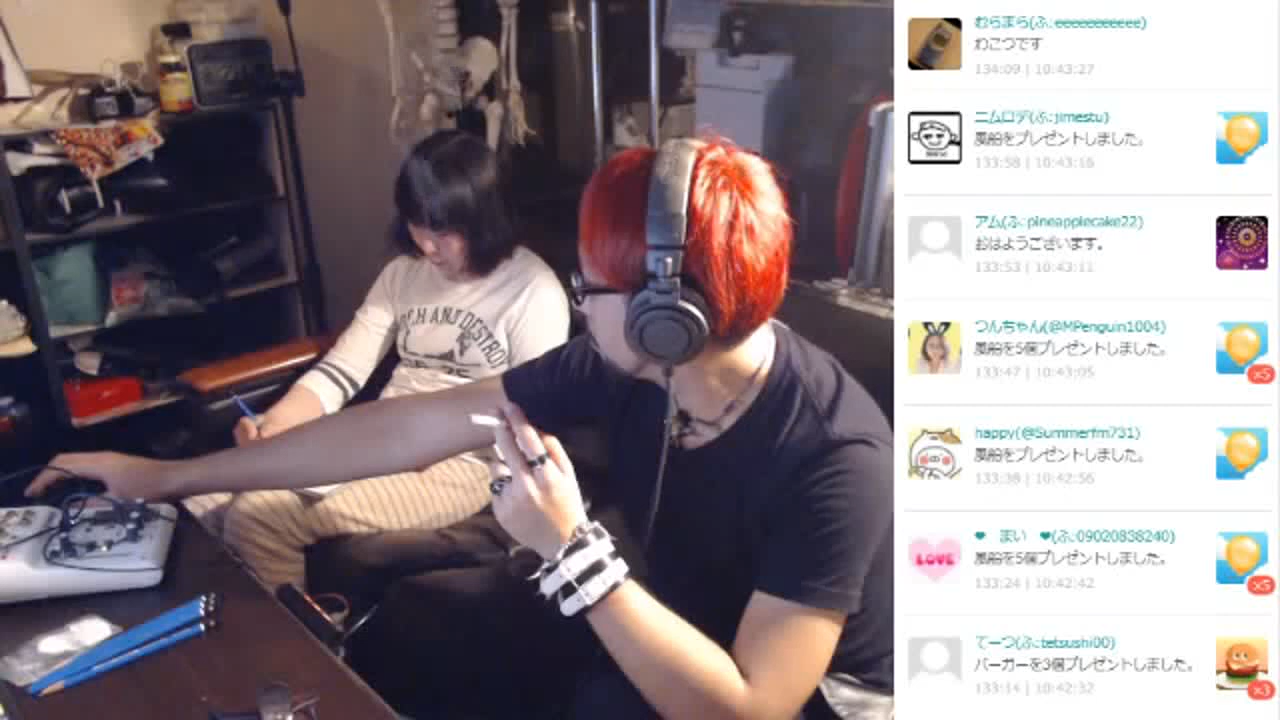 むらまら(ふ:eeeeeeeeeee)
わこつです
134:09 | 10:43:27
ニムロデ(ふ:jimestu)
風船をプレゼントしました。
133:58 | 10:43:16
アム(ふ:pineapplecake22)
おはようございます。
133:53 | 10:43:11
つんちゃん(@MPenguin1004)
風船を5個プレゼントしました。
x5
133:47 | 10:43:05
happy(@Summerfm731)
風船をプレゼントしました。
133:38 | 10:42:56
❤ まい ❤(ふ:09020838240)
LOVE
風船を5個プレゼントしました。
x5
133:24 | 10:42:42
てーつ(ふ:tetsushi00)
バーガーを3個プレゼントしました。
x3
133:14 | 10:42:32
CH AND DESTROY